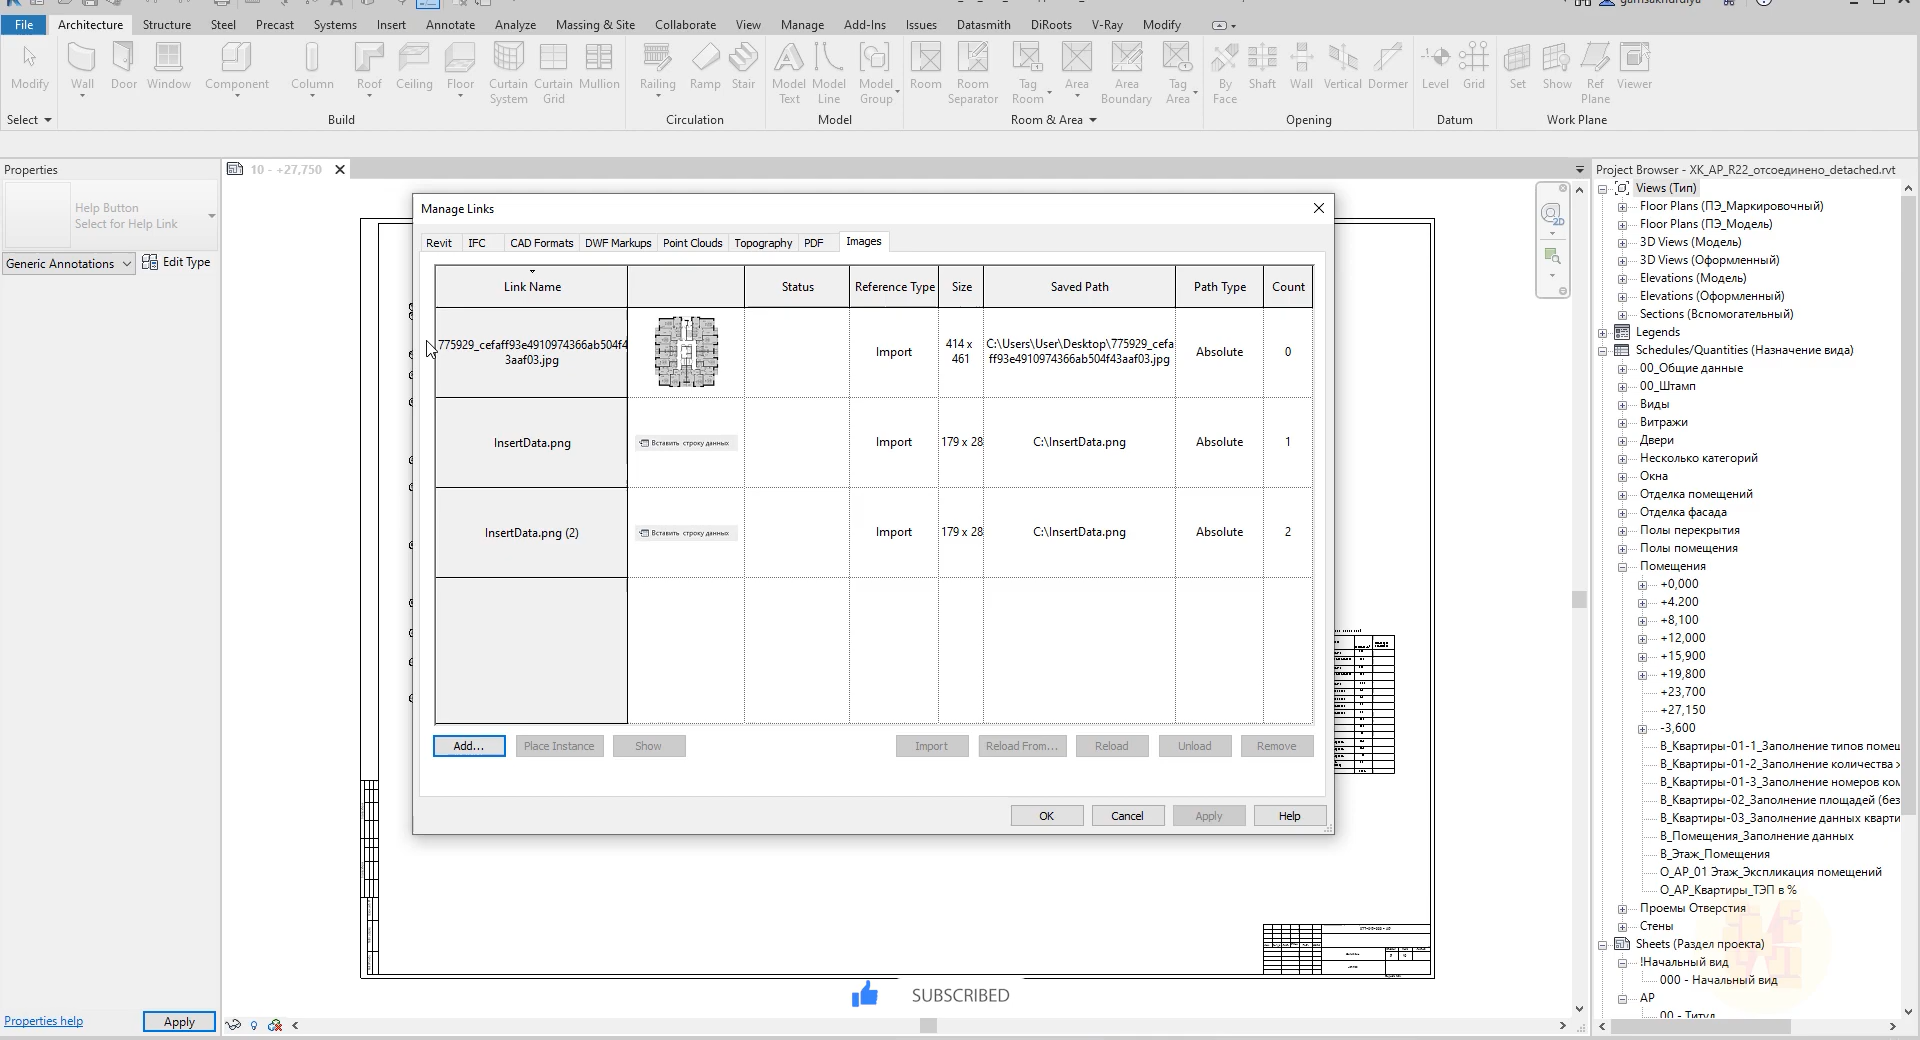 File Architecture Structure Steel Precast Systems Insert Annotate Analyze Massing & Site Collaborate View Manage Add-Ins Issues Datasmith DiRoots V-Ray Modify
Modify Wall Door Window Component Column Roof Ceiling Floor Curtain System Curtain Grid Mullion Railing Ramp Stair Model Text Model Line Model Group Room Room Separator Tag Room Area Area Boundary Tag Area By Face Shaft Wall Vertical Dormer Level Grid Set Show Ref Plane Viewer
Select Build Circulation Model Room & Area Opening Datum Work Plane
Properties
Help Button
Select for Help Link
Generic Annotations Edit Type
Properties help Apply
10 - +27,750
Manage Links
Revit IFC CAD Formats DWF Markups Point Clouds Topography PDF Images
Link Name Status Reference Type Size Saved Path Path Type Count
775929_cefaff93e4910974366ab504f4
3aaf03.jpg
Import
414 x
461
C:\Users\User\Desktop\775929_cefa
ff93e4910974366ab504f43aaf03.jpg
Absolute
0
InsertData.png Вставить строку данных Import 179 x 28 C:\InsertData.png Absolute 1
InsertData.png (2) Вставить строку данных Import 179 x 28 C:\InsertData.png Absolute 2
Add... Place Instance Show Import Reload From... Reload Unload Remove
OK Cancel Apply Help
SUBSCRIBED
Project Browser - ХК_АР_R22_отсоединено_detached.rvt
Views (Тип)
Floor Plans (ПЭ_Маркировочный)
Floor Plans (ПЭ_Модель)
3D Views (Модель)
3D Views (Оформленный)
Elevations (Модель)
Elevations (Оформленный)
Sections (Вспомогательный)
Legends
Schedules/Quantities (Назначение вида)
00_Общие данные
00_Штамп
Виды
Витражи
Двери
Несколько категорий
Окна
Отделка помещений
Отделка фасада
Полы перекрытия
Полы помещения
Помещения
+0,000
+4.200
+8,100
+12,000
+15,900
+19,800
+23,700
+27,150
-3,600
В_Квартиры-01-1_Заполнение типов помещ
В_Квартиры-01-2_Заполнение количества
В_Квартиры-01-3_Заполнение номеров ком
В_Квартиры-02_Заполнение площадей (без
В_Квартиры-03_Заполнение данных кварти
В_Помещения_Заполнение данных
В_Этаж_Помещения
О_АР_01 Этаж_Экспликация помещений
О_АР_Квартиры_ТЭП в %
Проемы Отверстия
Стены
Sheets (Раздел проекта)
!Начальный вид
000 - Начальный вид
АР
00 - Титул